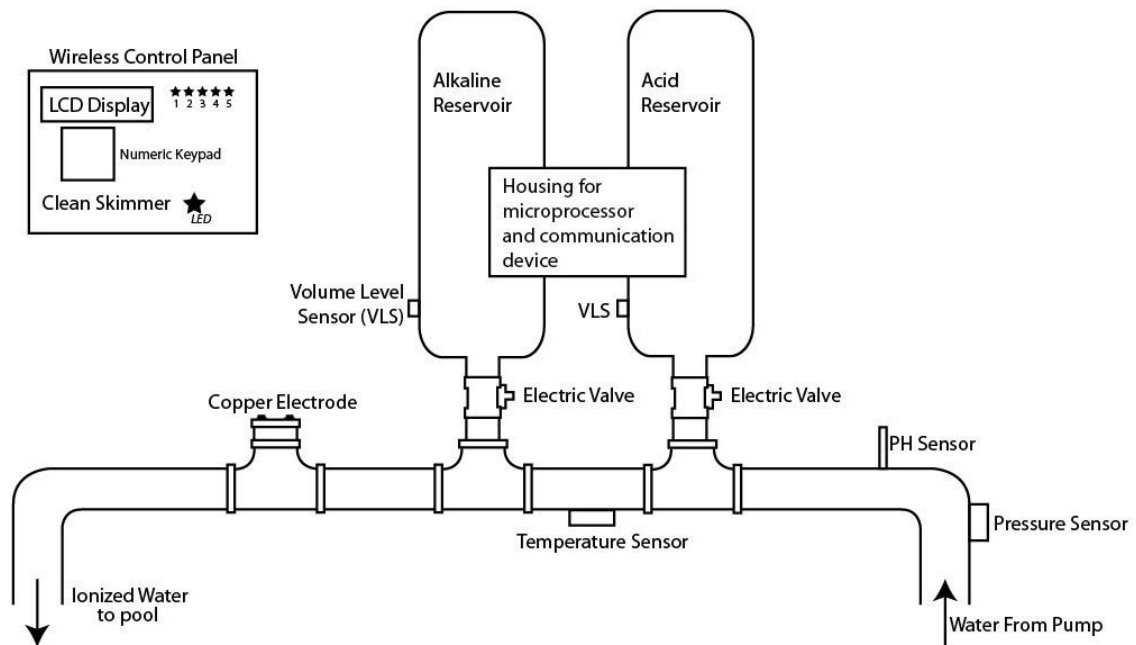 Wireless Control Panel
LCD Display
1 2 3 4 5
Numeric Keypad
Clean Skimmer
LED
Alkaline
Reservoir
Acid
Reservoir
Housing for
microprocessor
and communication
device
Volume Level
Sensor (VLS)
VLS
Electric Valve
Electric Valve
Copper Electrode
PH Sensor
Pressure Sensor
Temperature Sensor
Ionized Water
to pool
Water From Pump